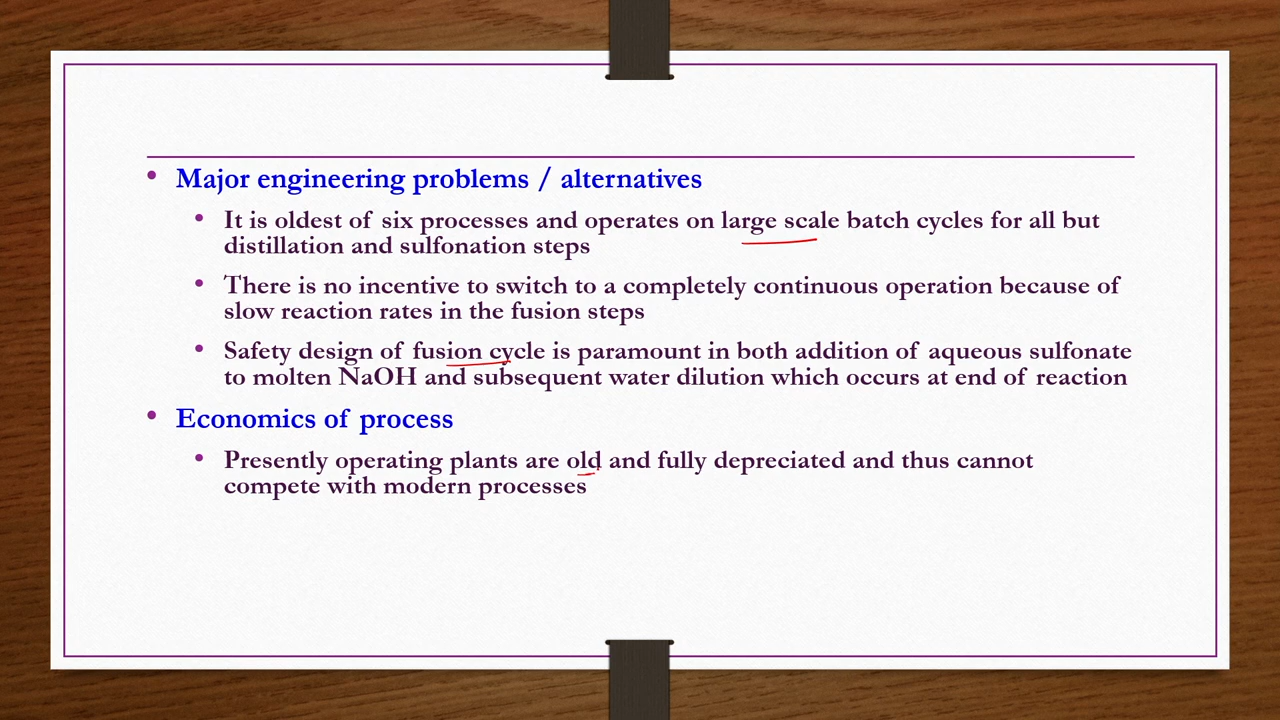 • Major engineering problems / alternatives
• It is oldest of six processes and operates on large scale batch cycles for all but
distillation and sulfonation steps
• There is no incentive to switch to a completely continuous operation because of
slow reaction rates in the fusion steps
• Safety design of fusion cycle is paramount in both addition of aqueous sulfonate
to molten NaOH and subsequent water dilution which occurs at end of reaction
• Economics of process
• Presently operating plants are old and fully depreciated and thus cannot
compete with modern processes